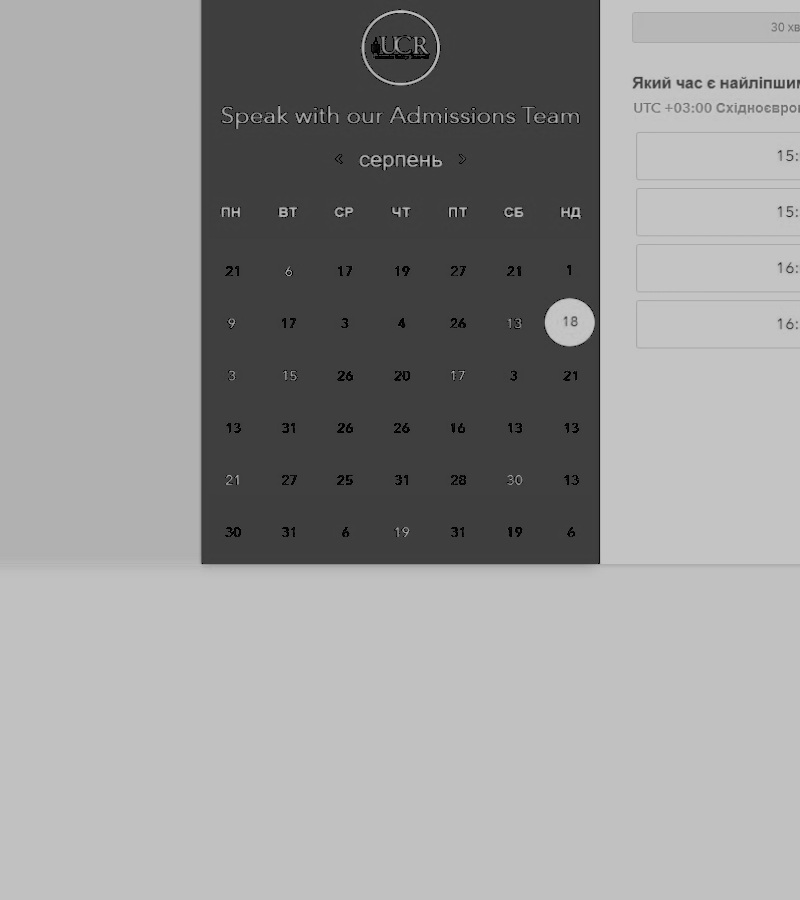 UCR
Speak with our Admissions Team
серпень
ПН ВТ СР ЧТ ПТ СБ НД
21 6 17 19 27 21 1
9 17 3 4 26 13 18
3 15 26 20 17 3 21
13 31 26 26 16 13 13
21 27 25 31 28 30 13
30 31 6 19 31 19 6
30 хв
Який час є найліпшим
UTC +03:00 Східноєвро
15:
15:
16:
16: